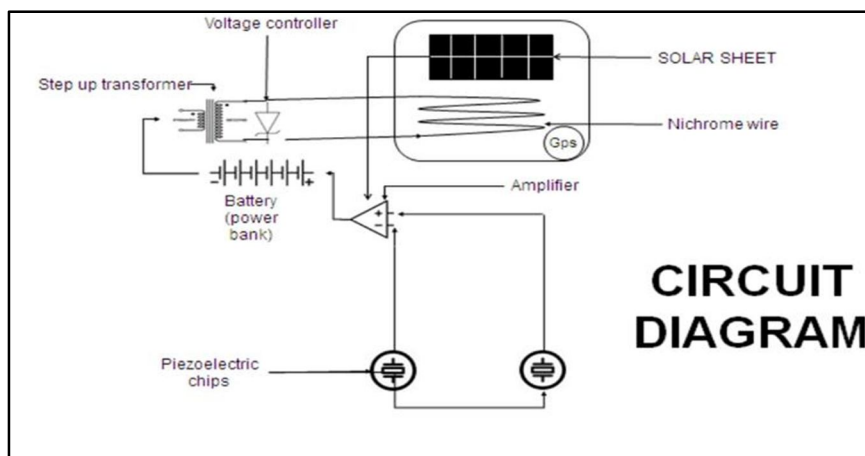 Voltage controller
SOLAR SHEET
Step up transformer
Nichrome wire
Gps
Amplifier
Battery
(power
bank)
CIRCUIT
DIAGRAM
Piezoelectric
chips